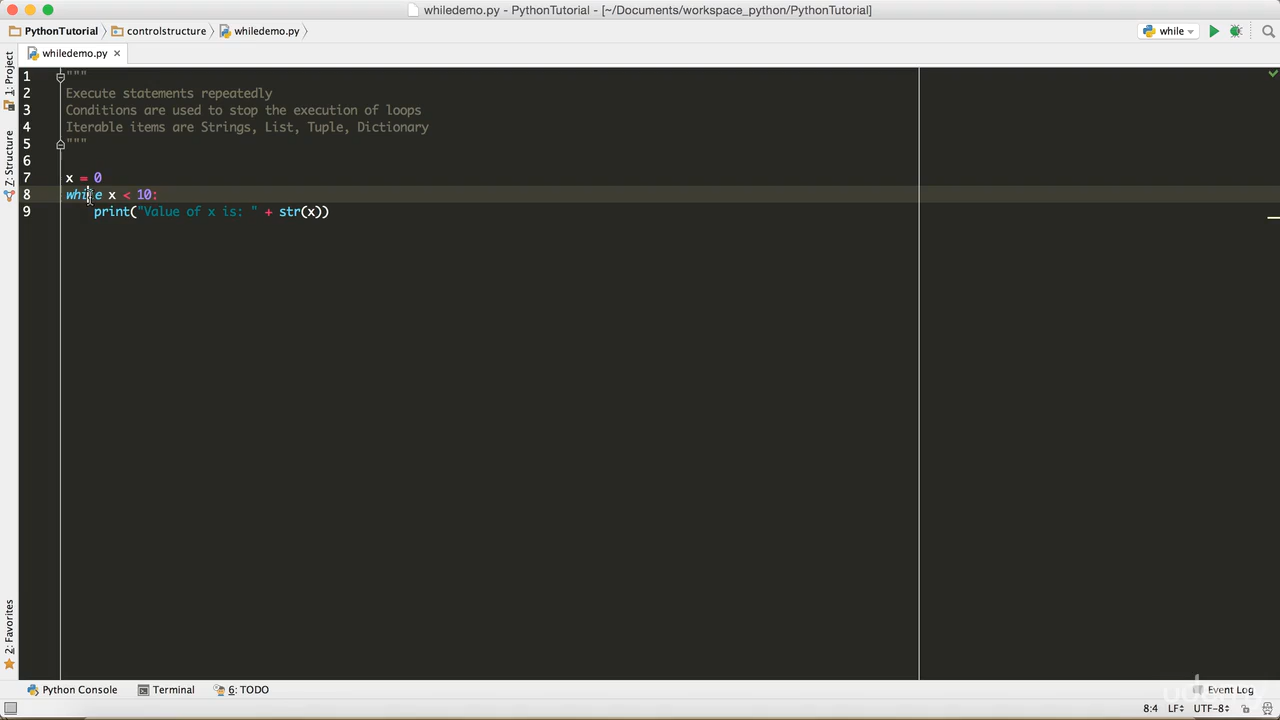 whiledemo.py - PythonTutorial - [~/Documents/workspace_python/PythonTutorial]
PythonTutorial controlstructure whiledemo.py while
whiledemo.py
1: Project
Z: Structure
2: Favorites
1 """
2 Execute statements repeatedly
3 Conditions are used to stop the execution of loops
4 Iterable items are Strings, List, Tuple, Dictionary
5 """
6
7 x = 0
8 while x < 10:
9 print("Value of x is: " + str(x))
Python Console Terminal 6: TODO Event Log
8:4 LF UTF-8